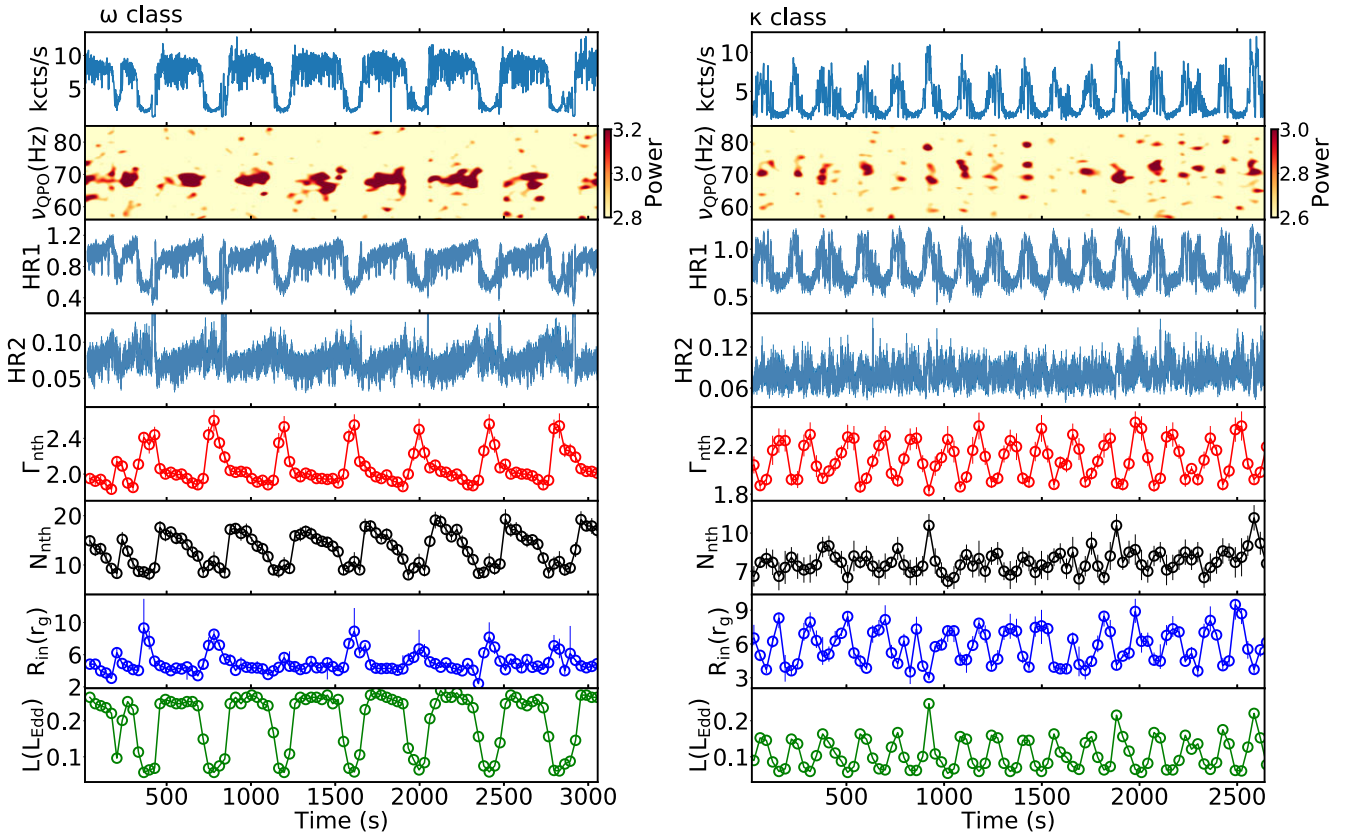 ω class
kcts/s
10
5
ν_QPO(Hz)
80
70
60
3.2
3.0
2.8
Power
HR1
1.2
0.8
0.4
HR2
0.10
0.05
Γ_nth
2.4
2.0
N_nth
20
10
R_in(r_g)
10
6
2
L(L_Edd)
2
0.2
0.1
500 1000 1500 2000 2500 3000
Time (s)
κ class
kcts/s
10
5
ν_QPO(Hz)
80
70
60
3.0
2.8
2.6
Power
HR1
1.0
0.5
HR2
0.12
0.06
Γ_nth
2.2
1.8
N_nth
10
7
R_in(r_g)
9
6
3
L(L_Edd)
0.2
0.1
500 1000 1500 2000 2500
Time (s)